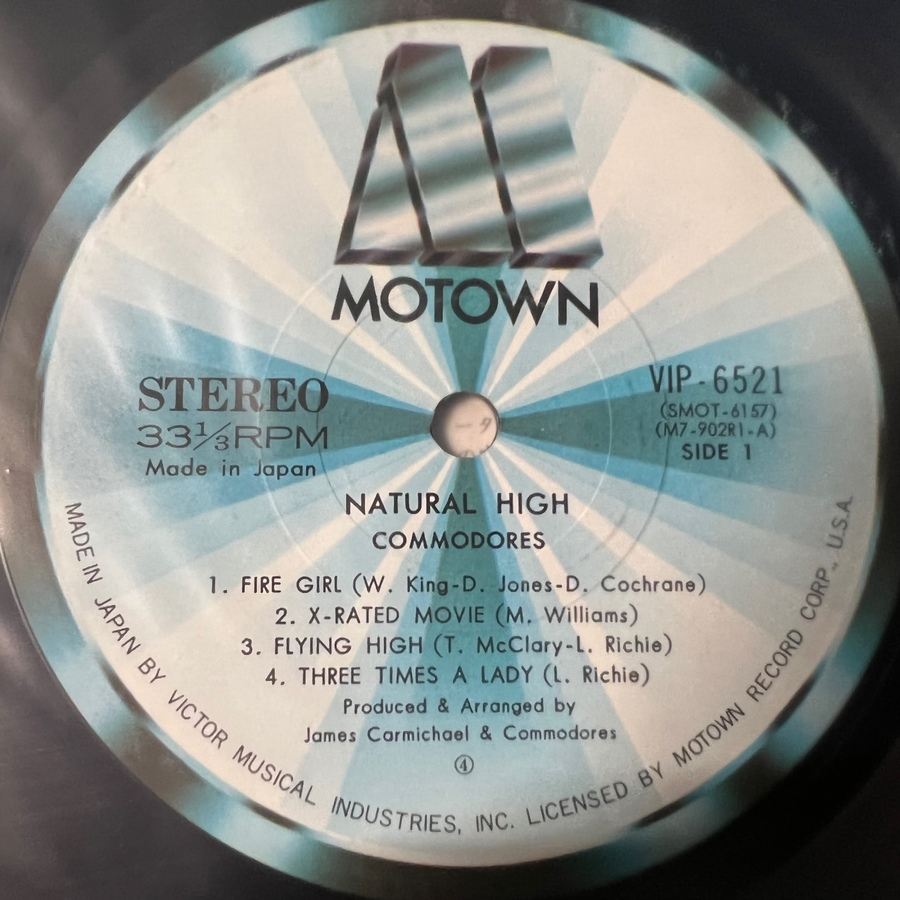 MOTOWN
STEREO
33⅓RPM
Made in Japan
VIP-6521
(SMOT-6157)
(M7-902R1-A)
SIDE 1
NATURAL HIGH
COMMODORES
1. FIRE GIRL (W. King-D. Jones-D. Cochrane)
2. X-RATED MOVIE (M. Williams)
3. FLYING HIGH (T. McClary-L. Richie)
4. THREE TIMES A LADY (L. Richie)
Produced & Arranged by
James Carmichael & Commodores
④
MADE IN JAPAN BY VICTOR MUSICAL INDUSTRIES, INC. LICENSED BY MOTOWN RECORD CORP., U.S.A.